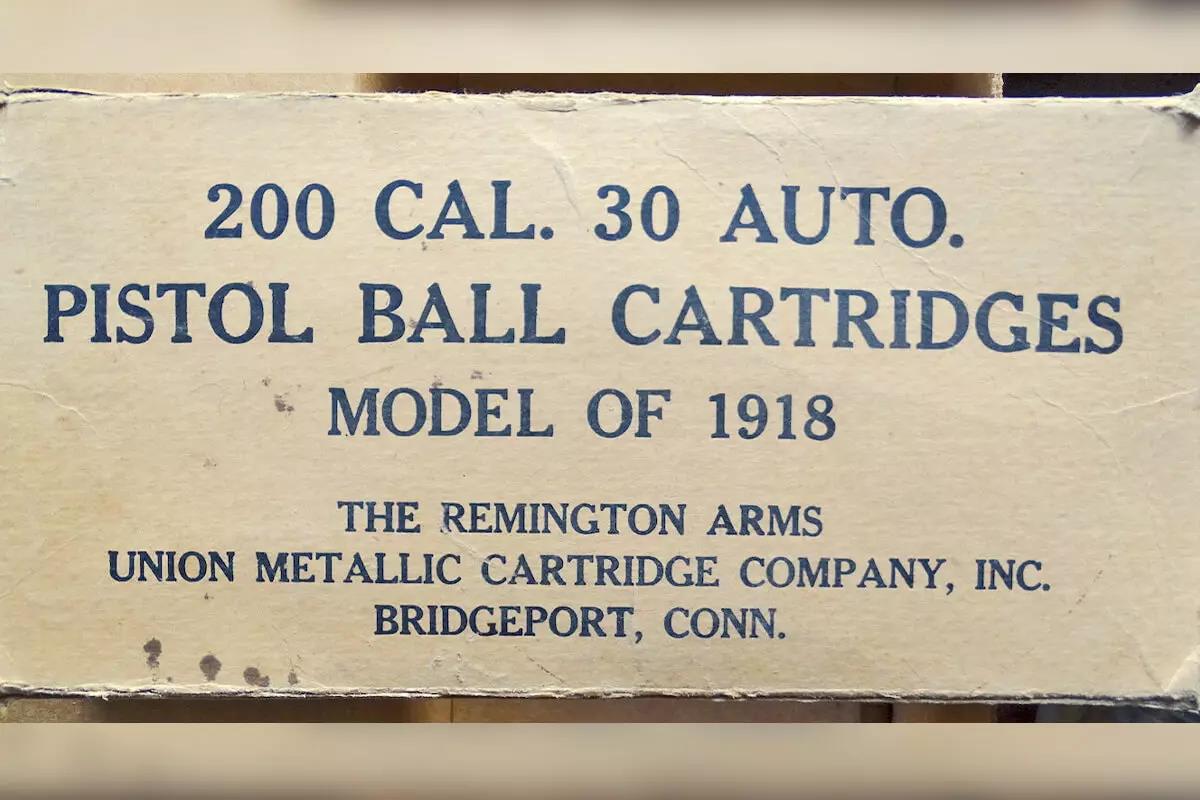 200 CAL. 30 AUTO.
PISTOL BALL CARTRIDGES
MODEL OF 1918
THE REMINGTON ARMS
UNION METALLIC CARTRIDGE COMPANY, INC.
BRIDGEPORT, CONN.